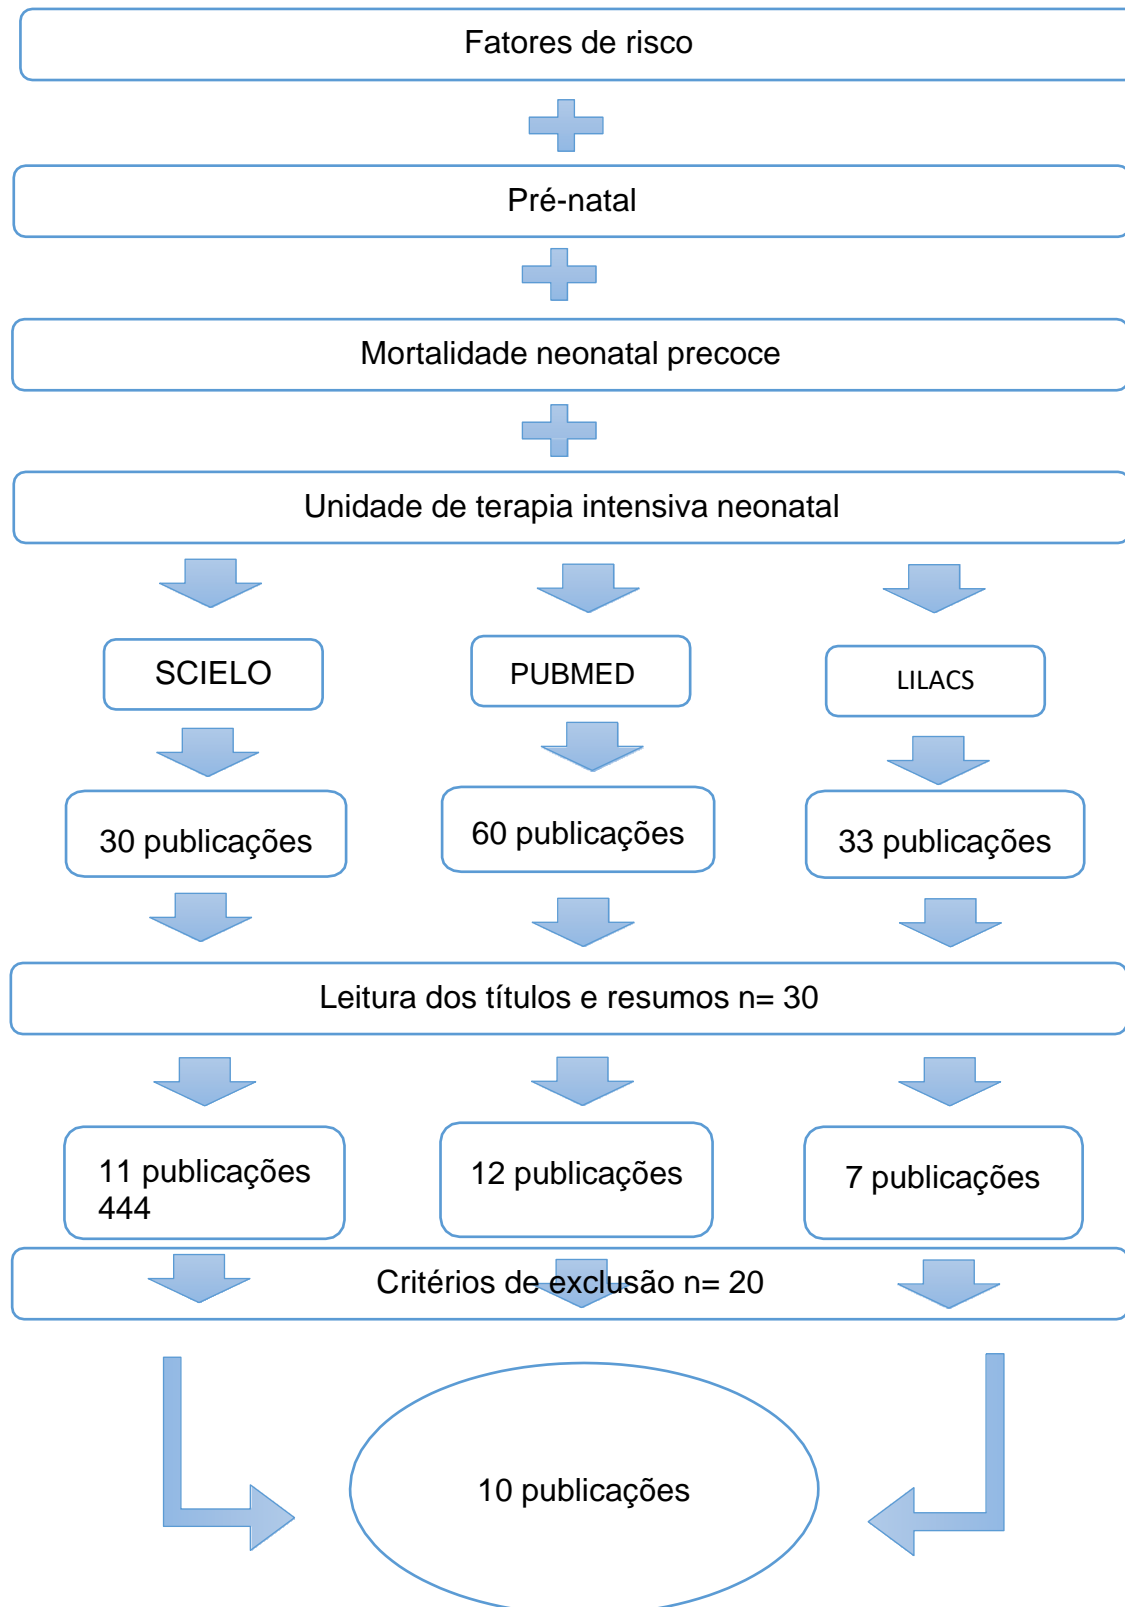 Fatores de risco
Pré-natal
Mortalidade neonatal precoce
Unidade de terapia intensiva neonatal
SCIELO
PUBMED
LILACS
30 publicações
60 publicações
33 publicações
Leitura dos títulos e resumos n= 30
11 publicações
444
12 publicações
7 publicações
Critérios de exclusão n= 20
10 publicações